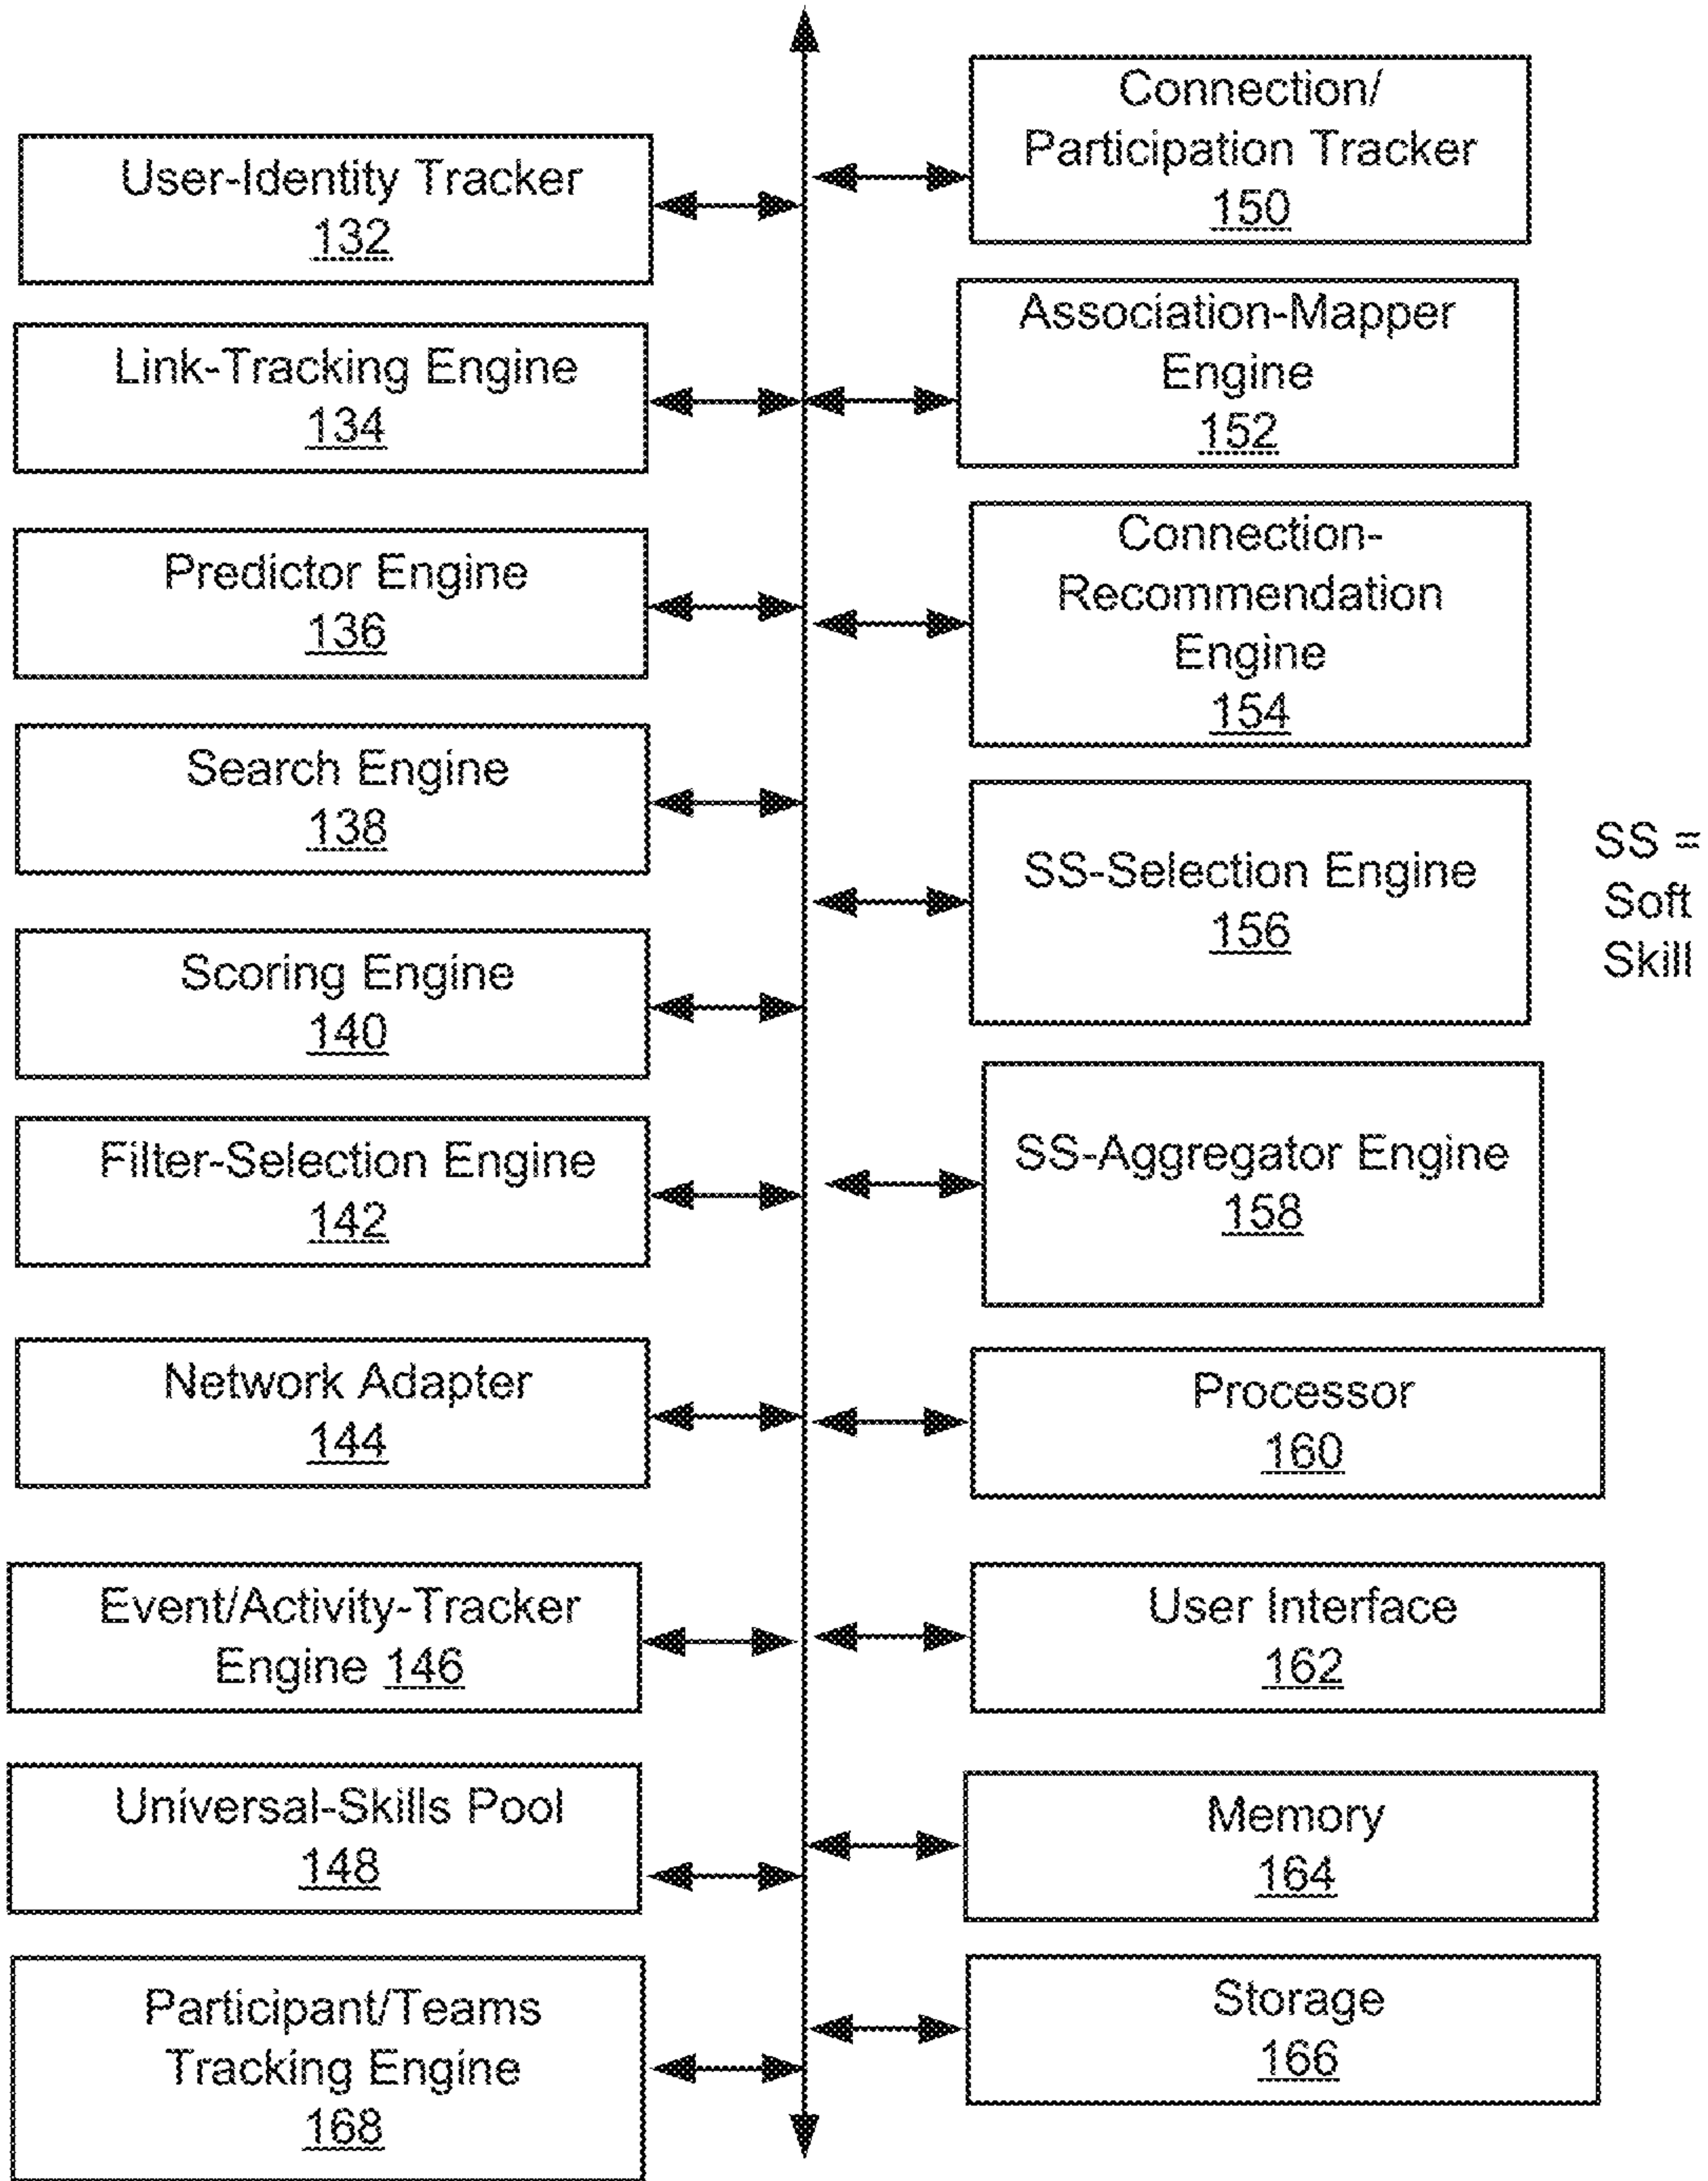 User-Identity Tracker
132
Link-Tracking Engine
134
Predictor Engine
136
Search Engine
138
Scoring Engine
140
Filter-Selection Engine
142
Network Adapter
144
Event/Activity-Tracker
Engine 146
Universal-Skills Pool
148
Participant/Teams
Tracking Engine
168
Connection/
Participation Tracker
150
Association-Mapper
Engine
152
Connection-
Recommendation
Engine
154
SS-Selection Engine
156
SS-Aggregator Engine
158
Processor
160
User Interface
162
Memory
164
Storage
166
SS =
Soft
Skill